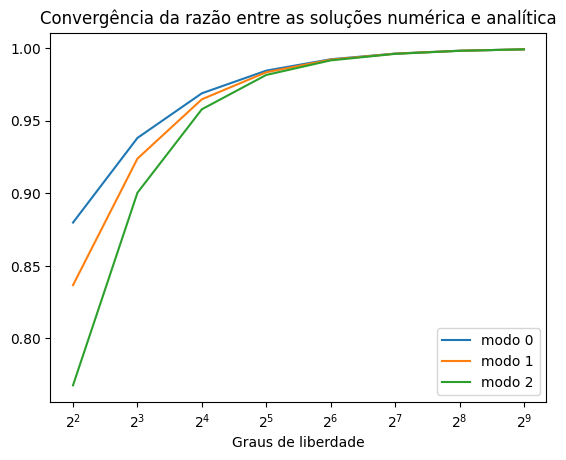 Convergência da razão entre as soluções numérica e analítica
1.00
0.95
0.90
0.85
0.80
modo 0
modo 1
modo 2
2² 2³ 2⁴ 2⁵ 2⁶ 2⁷ 2⁸ 2⁹
Graus de liberdade